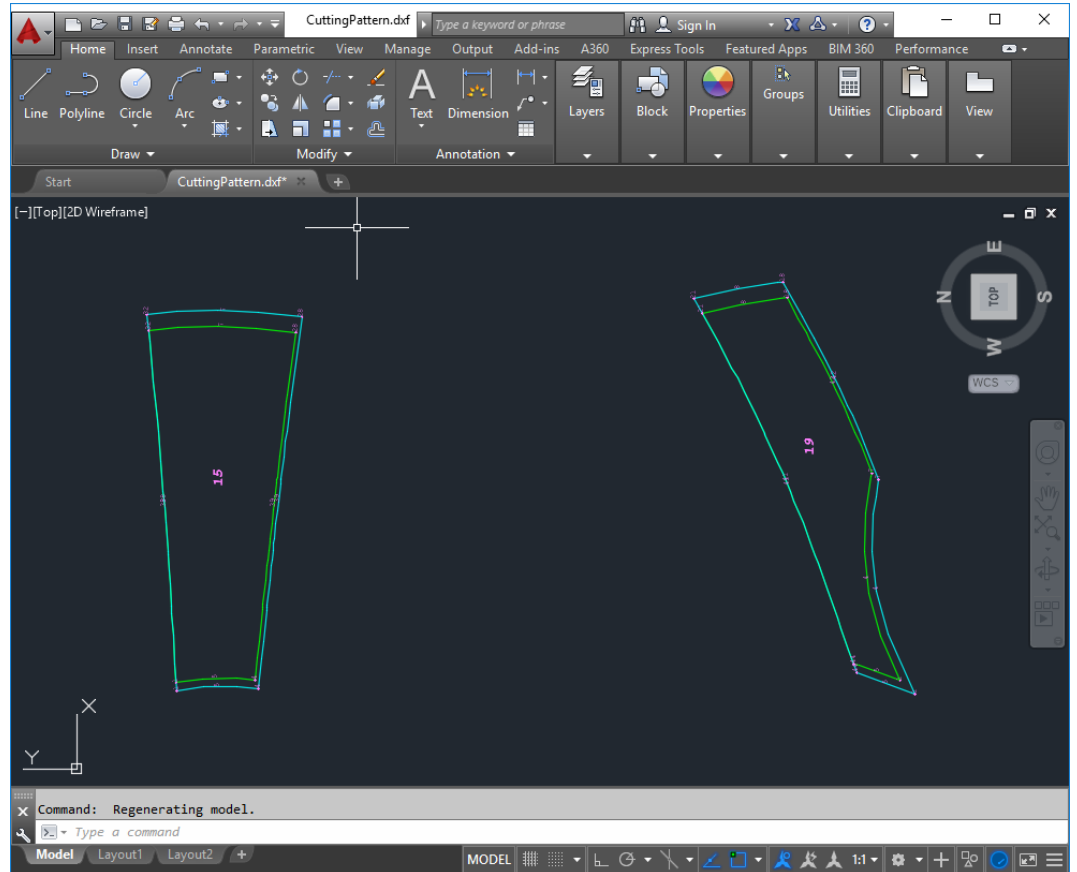 CuttingPattern.dxf
Type a keyword or phrase
Sign In
Home Insert Annotate Parametric View Manage Output Add-ins A360 Express Tools Featured Apps BIM 360 Performance
Line Polyline Circle Arc
A
Text Dimension
Layers Block Properties Groups Utilities Clipboard View
Draw Modify Annotation
Start CuttingPattern.dxf*
[−][Top][2D Wireframe]
E
N TOP S
W
WCS
15
19
X
Y
Command: Regenerating model.
Type a command
Model Layout1 Layout2
MODEL 1:1